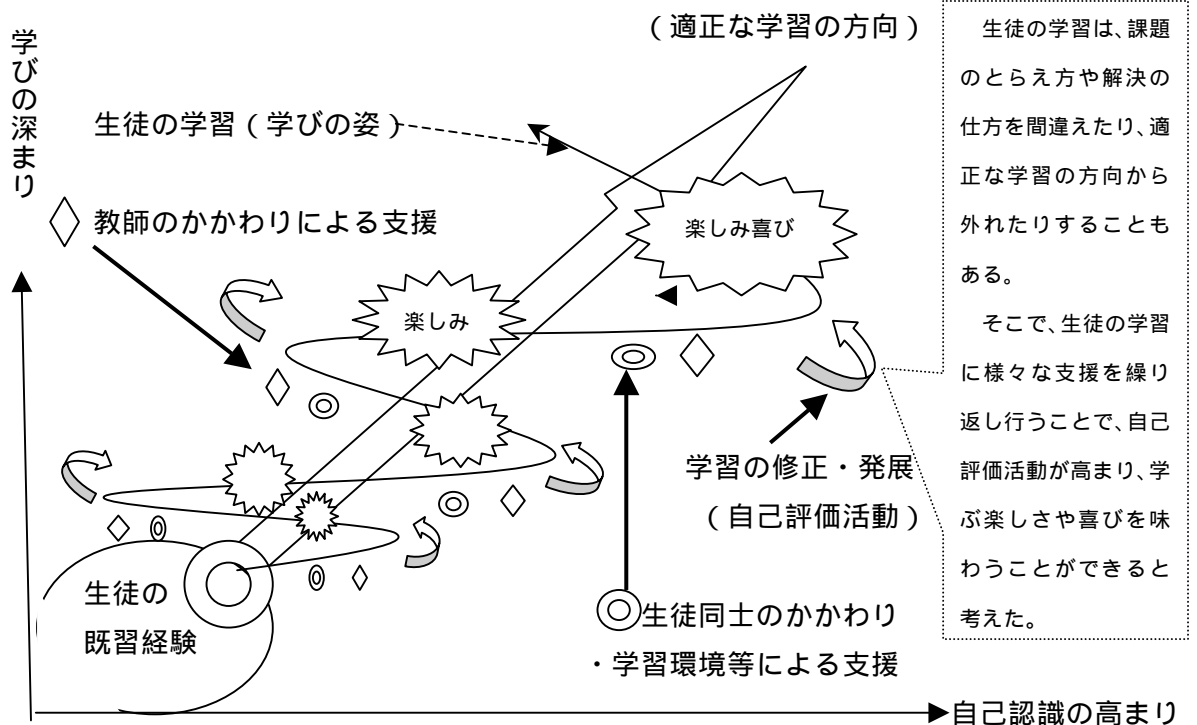 (適正な学習の方向)
学びの深まり
生徒の学習(学びの姿)
教師のかかわりによる支援
楽しみ喜び
楽しみ
学習の修正・発展
(自己評価活動)
生徒の
既習経験
生徒同士のかかわり
・学習環境等による支援
自己認識の高まり
生徒の学習は、課題
のとらえ方や解決の
仕方を間違えたり、適
正な学習の方向から
外れたりすることも
ある。
そこで、生徒の学習
に様々な支援を繰り
返し行うことで、自己
評価活動が高まり、学
ぶ楽しさや喜びを味
わうことができると
考えた。